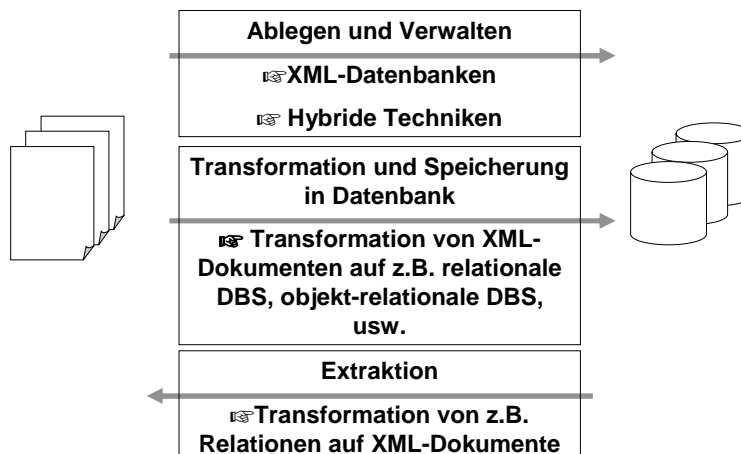 Ablegen und Verwalten
☞XML-Datenbanken
☞ Hybride Techniken
Transformation und Speicherung
in Datenbank
☞ Transformation von XML-
Dokumenten auf z.B. relationale
DBS, objekt-relationale DBS,
usw.
Extraktion
☞Transformation von z.B.
Relationen auf XML-Dokumente